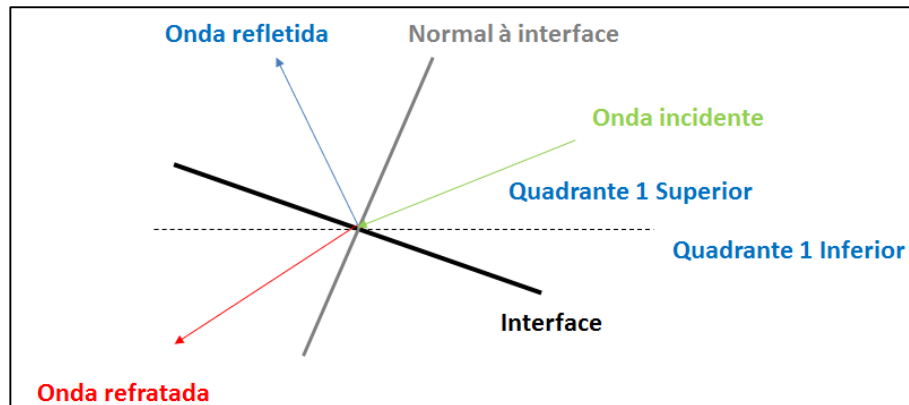 Onda refletida
Normal à interface
Onda incidente
Quadrante 1 Superior
Quadrante 1 Inferior
Interface
Onda refratada